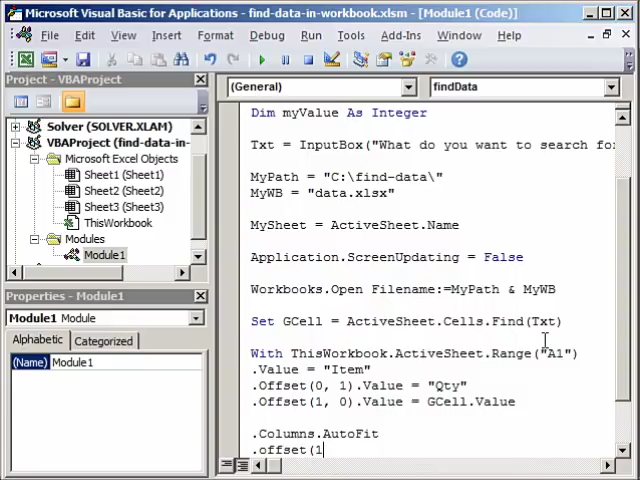 Microsoft Visual Basic for Applications - find-data-in-workbook.xlsm - [Module1 (Code)]
File Edit View Insert Format Debug Run Tools Add-Ins Window Help
Project - VBAProject
Solver (SOLVER.XLAM)
VBAProject (find-data-in-
Microsoft Excel Objects
Sheet1 (Sheet1)
Sheet2 (Sheet2)
Sheet3 (Sheet3)
ThisWorkbook
Modules
Module1
Properties - Module1
Module1 Module
Alphabetic Categorized
(Name) Module1
(General) findData
Dim myValue As Integer
Txt = InputBox("What do you want to search for
MyPath = "C:\find-data\"
MyWB = "data.xlsx"
MySheet = ActiveSheet.Name
Application.ScreenUpdating = False
Workbooks.Open Filename:=MyPath & MyWB
Set GCell = ActiveSheet.Cells.Find(Txt)
With ThisWorkbook.ActiveSheet.Range("A1")
.Value = "Item"
.Offset(0, 1).Value = "Qty"
.Offset(1, 0).Value = GCell.Value
.Columns.AutoFit
.offset(1